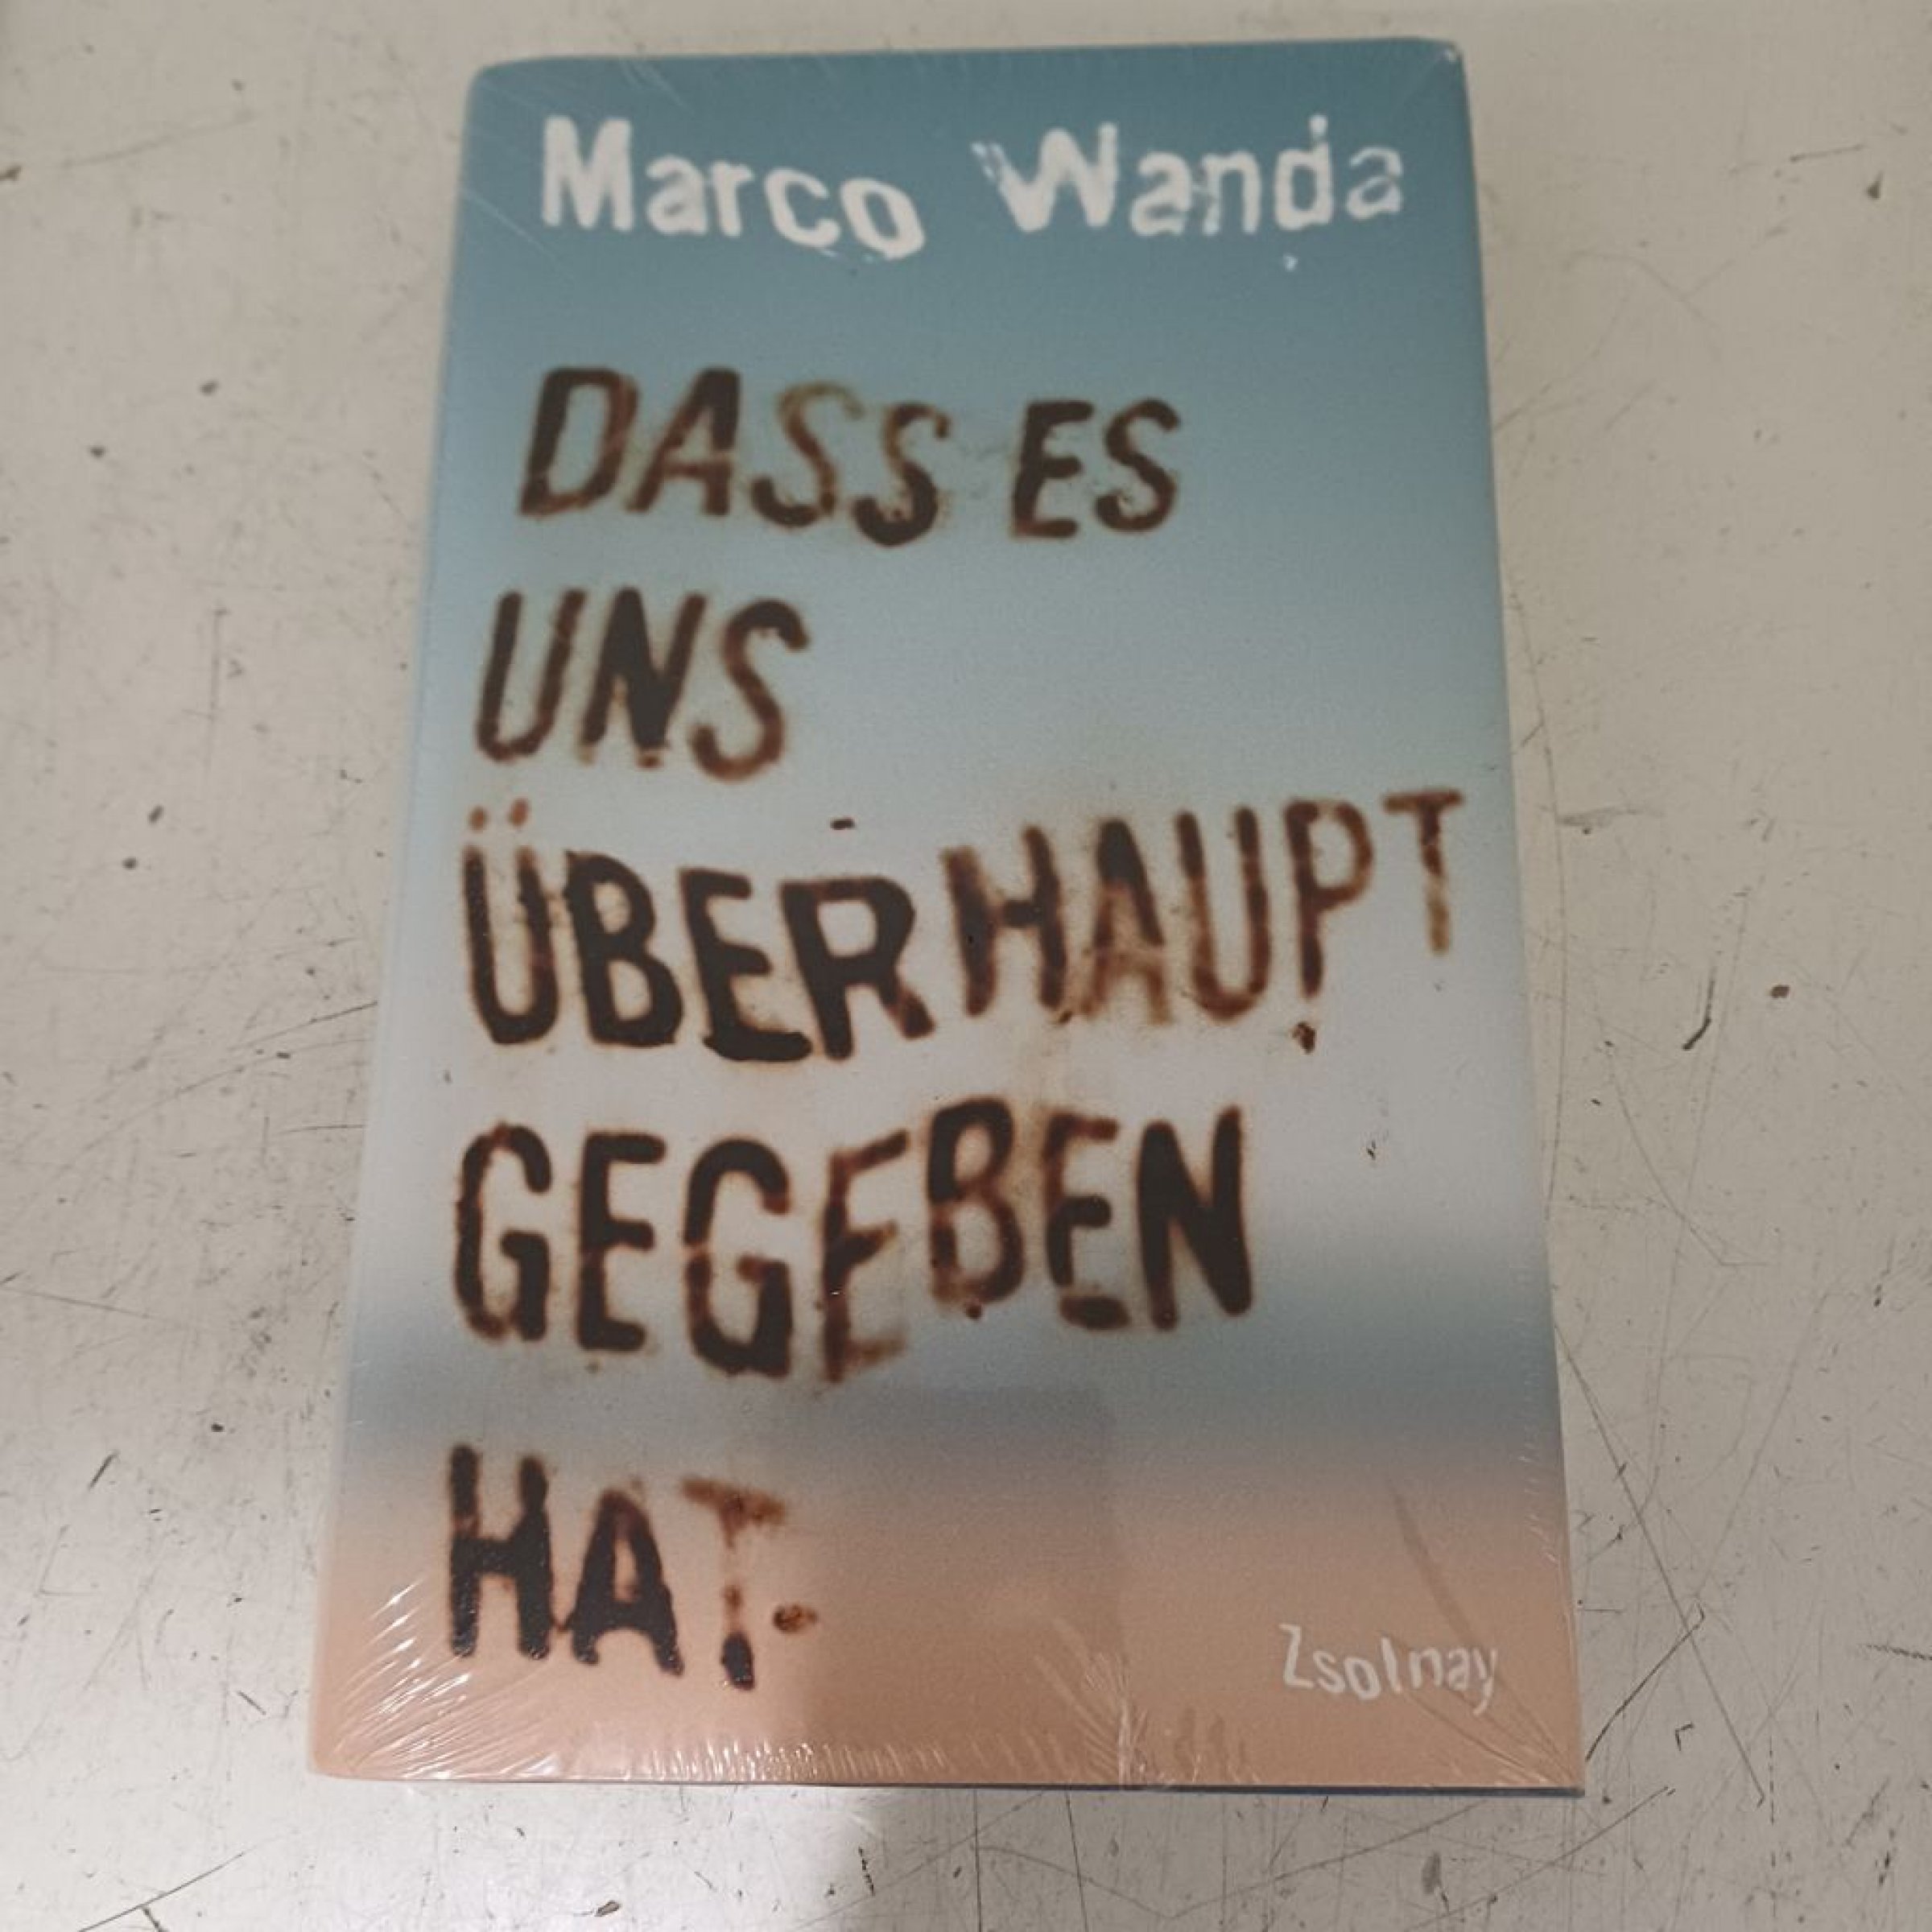 Marco Wanda
DASS ES
UNS
ÜBERHAUPT
GEGEBEN
HAT.
Zsolnay